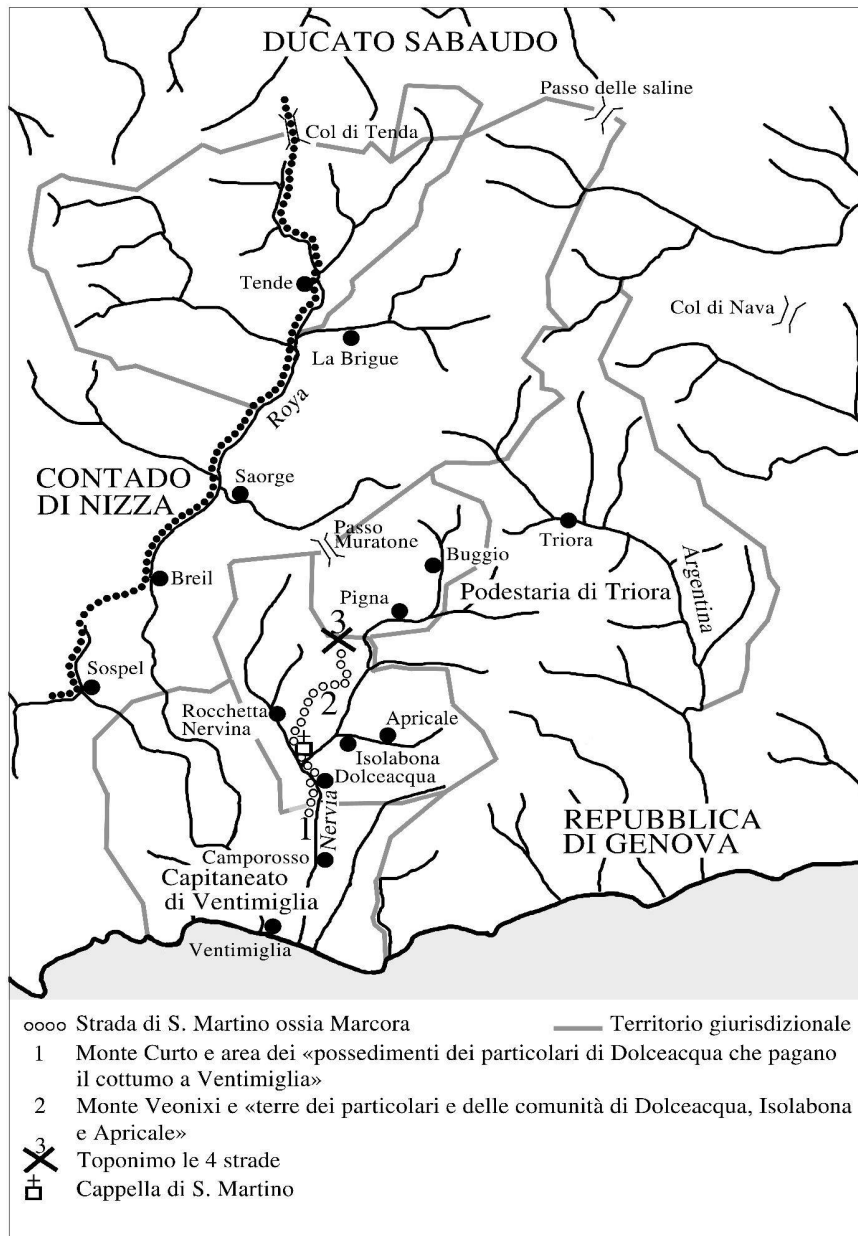 DUCATO SABAUDO
Passo delle saline
Col di Tenda
Tende
Col di Nava
La Brigue
Roya
CONTADO
DI NIZZA
Saorge
Passo
Muratone
Triora
Buggio
Breil
Argentina
Pigna
Podestaria di Triora
3
Sospel
2
Rocchetta
Nervina
Apricale
Isolabona
Dolceacqua
1
Nervia
REPUBBLICA
DI GENOVA
Camporosso
Capitaneato
di Ventimiglia
Ventimiglia
Strada di S. Martino ossia Marcora
Territorio giurisdizionale
1 Monte Curto e area dei «possedimenti dei particolari di Dolceacqua che pagano
il cottumo a Ventimiglia»
2 Monte Veonixi e «terre dei particolari e delle comunità di Dolceacqua, Isolabona
e Apricale»
3
Toponimo le 4 strade
Cappella di S. Martino